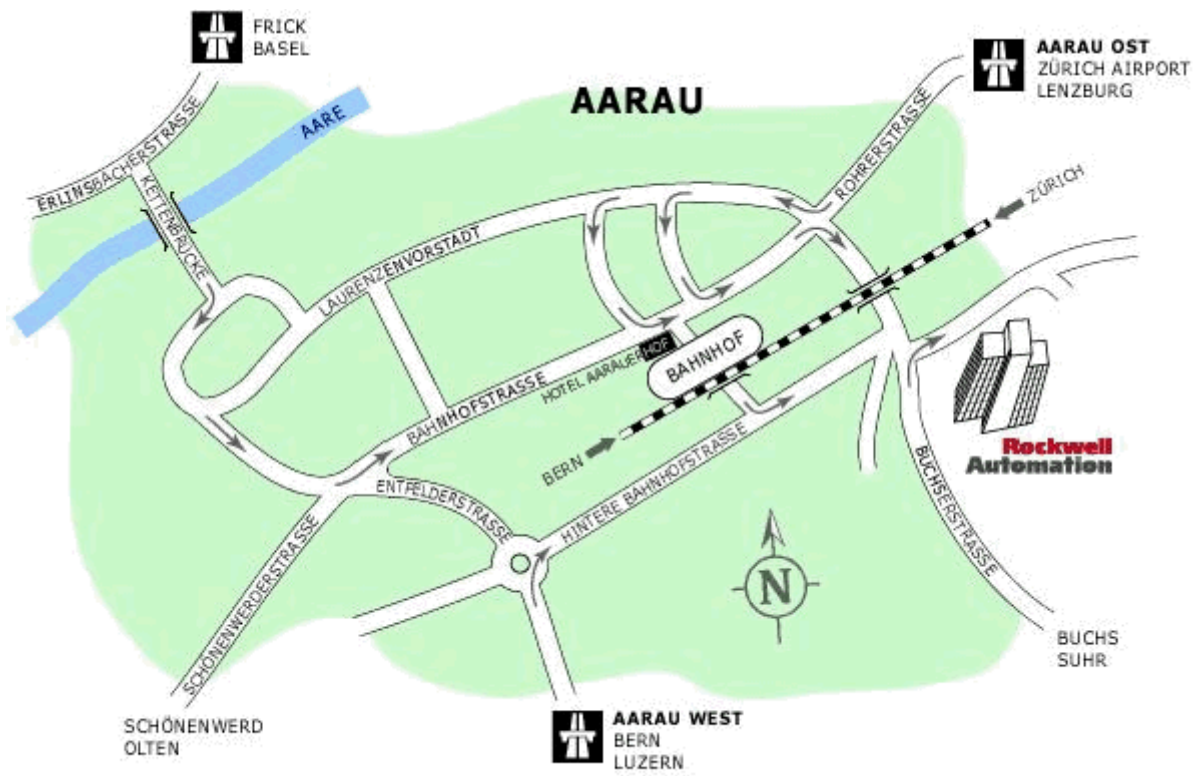 FRICK
BASEL
AARAU OST
ZÜRICH AIRPORT
LENZBURG
AARAU
AARE
ERLINSBACHERSTRASSE
ROHRERSTRASSE
ZÜRICH
KETTENBRÜCKE
LAURENZENVORSTADT
HOTEL AARAUERHOF
BAHNHOF
BAHNHOFSTRASSE
BERN
Rockwell
Automation
ENTFELDERSTRASSE
HINTERE BAHNHOFSTRASSE
BUCHSERSTRASSE
SCHÖNENWERDERSTRASSE
N
BUCHS
SUHR
SCHÖNENWERD
OLTEN
AARAU WEST
BERN
LUZERN